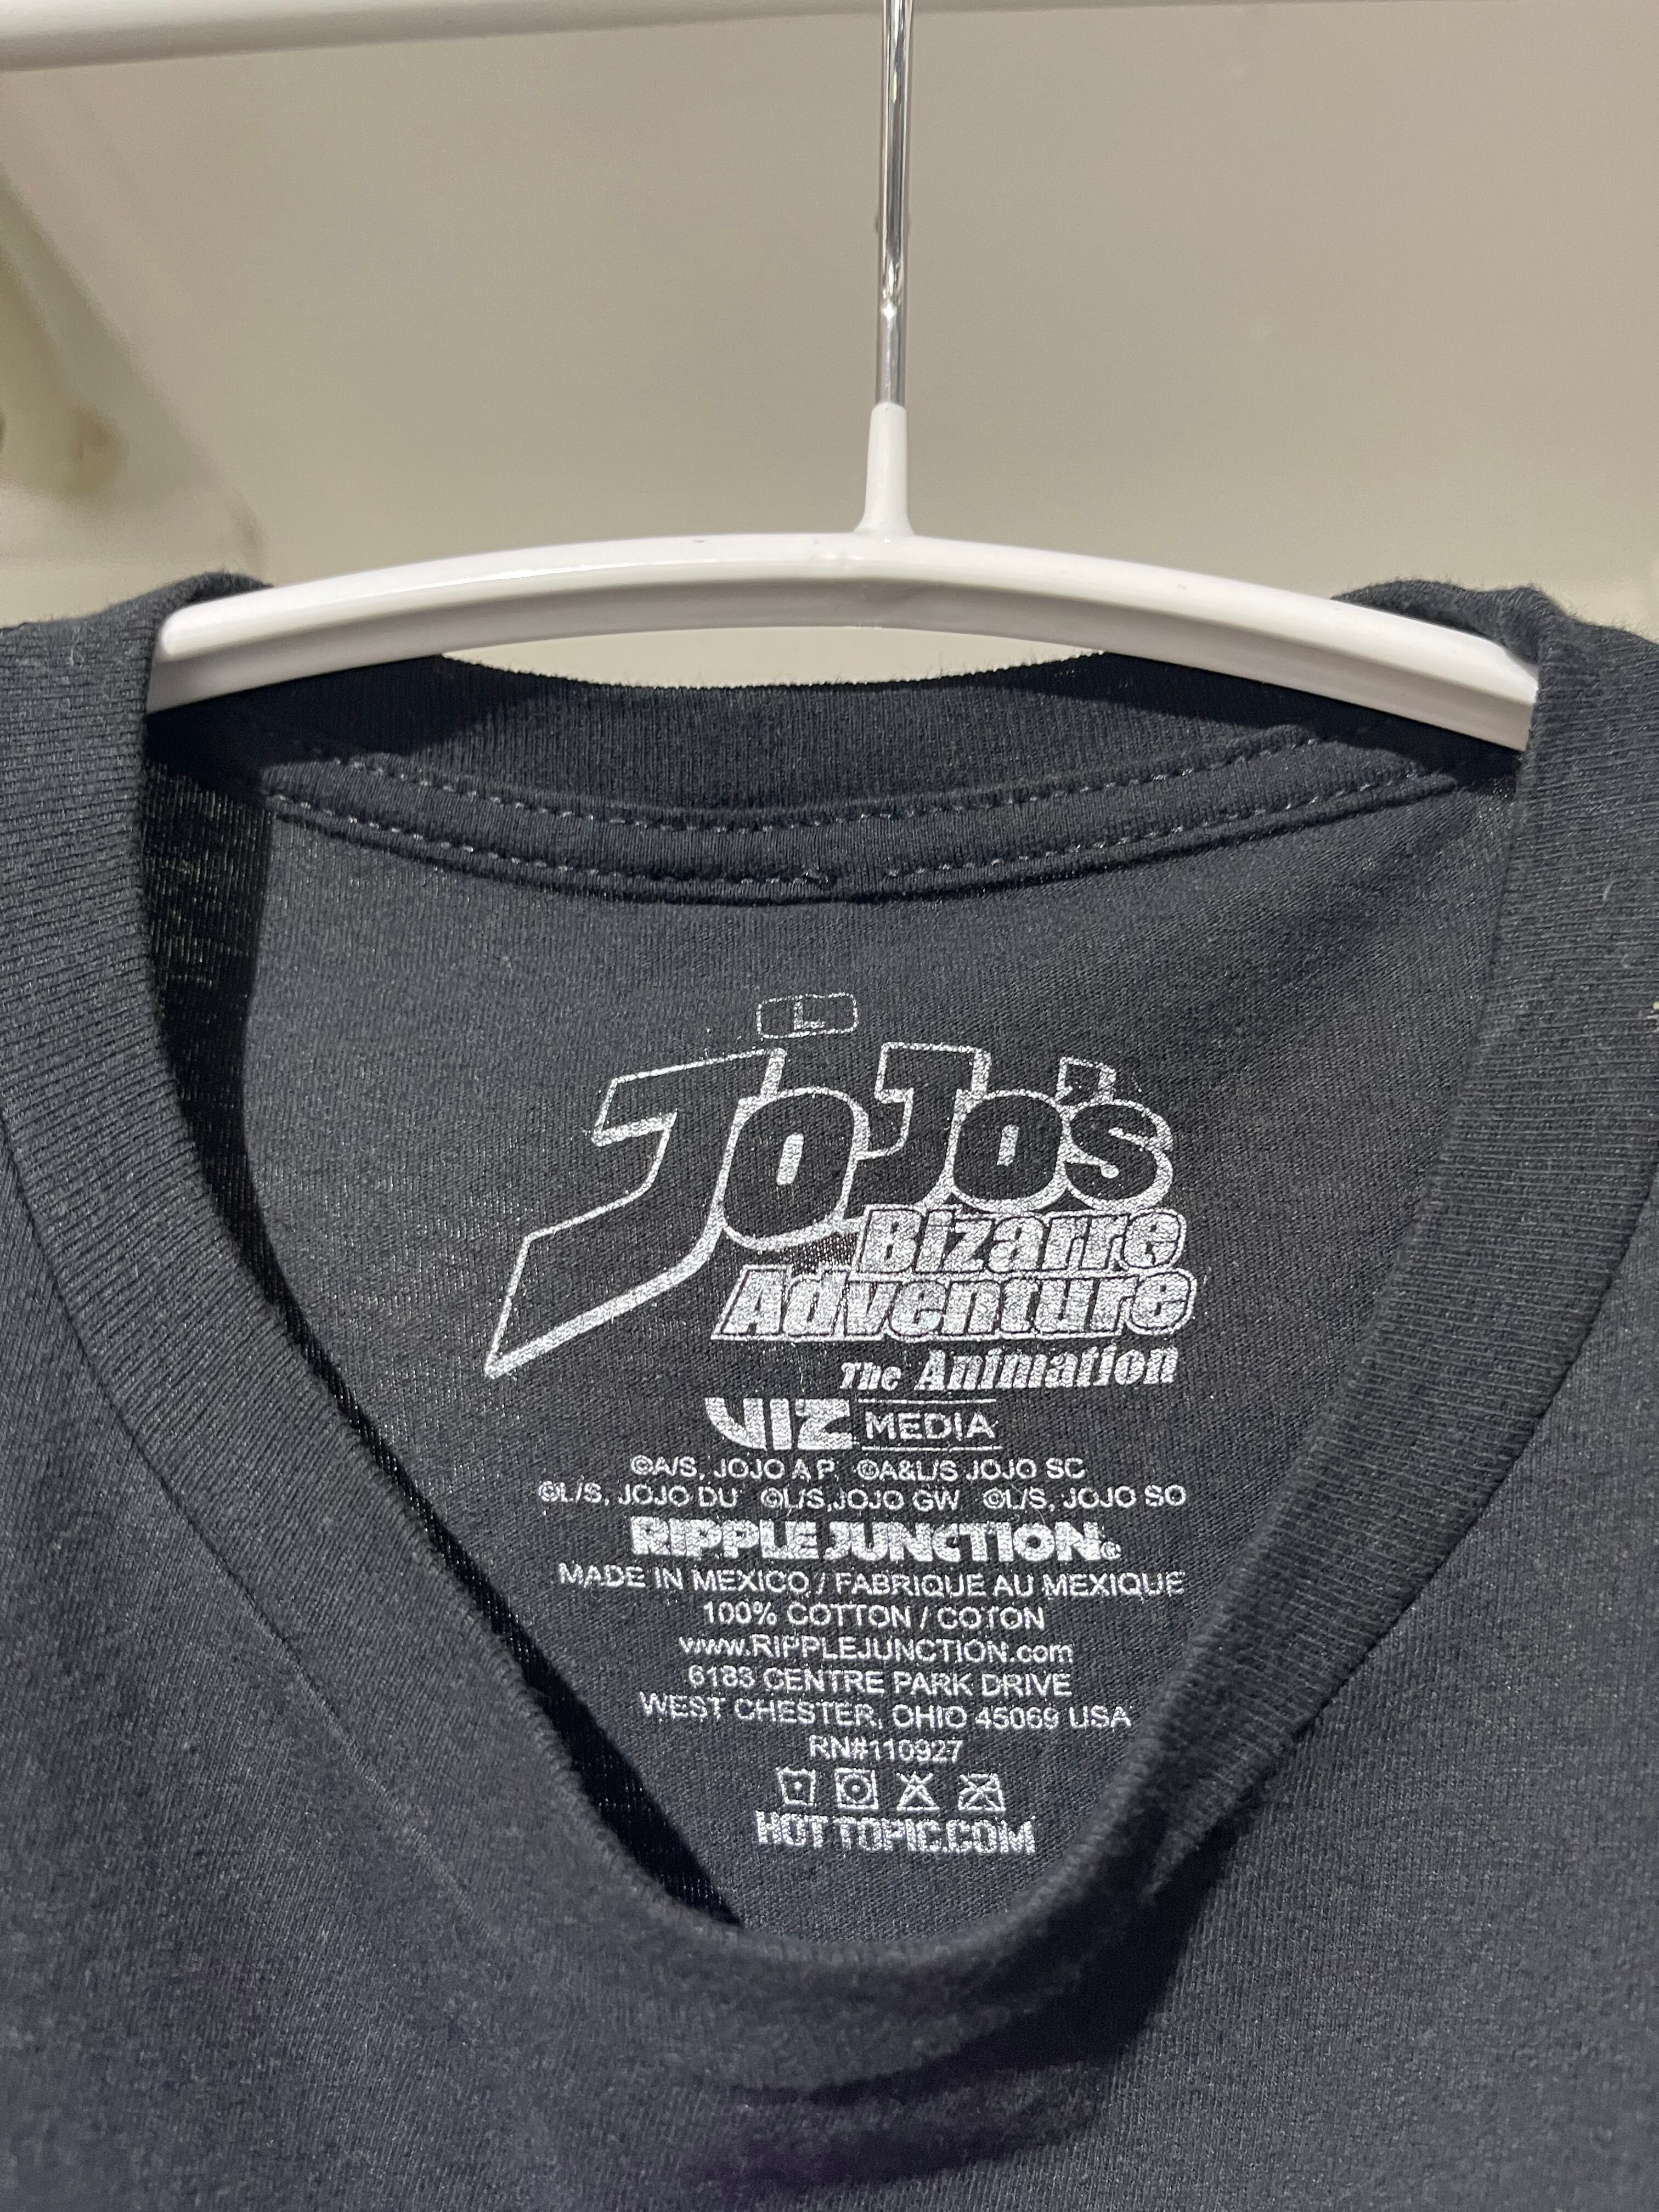 L
JoJo's
Bizarre
Adventure
The Animation
VIZ MEDIA
©A/S, JOJO A.P. ©A&L/S JOJO SC
©L/S, JOJO DU ©L/S,JOJO GW ©L/S, JOJO SO
RIPPLE JUNCTION®
MADE IN MEXICO / FABRIQUE AU MEXIQUE
100% COTTON / COTON
www.RIPPLEJUNCTION.com
6183 CENTRE PARK DRIVE
WEST CHESTER, OHIO 45069 USA
RN#110927
HOTTOPIC.COM